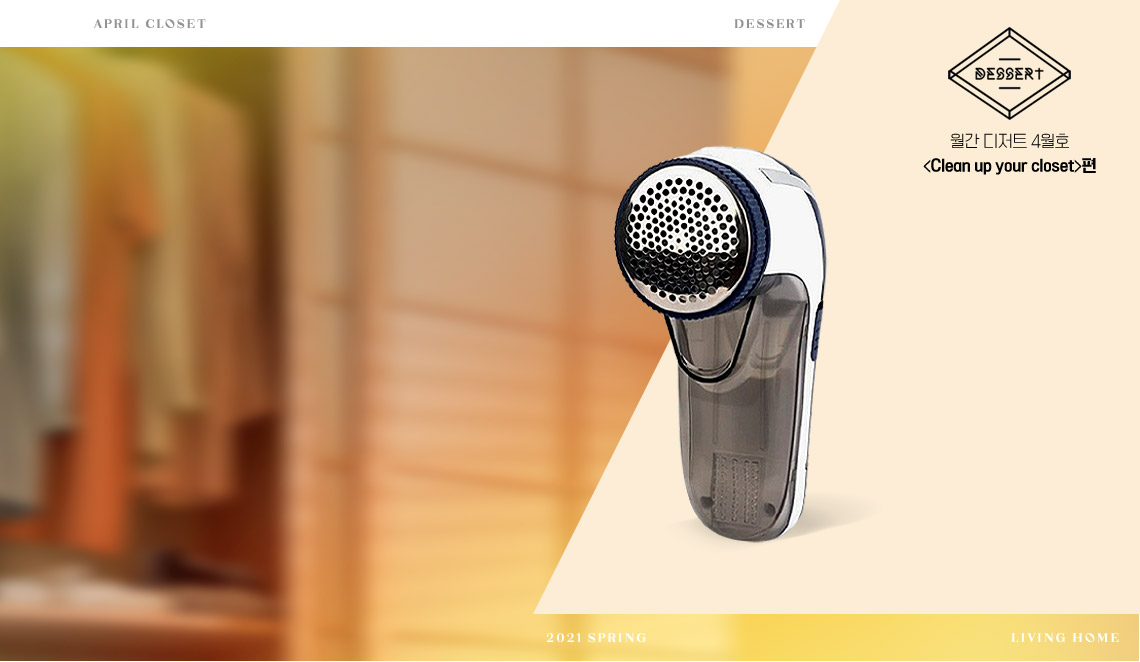 APRIL CLOSET
DESSERT
DESSERT
월간 디저트 4월호
<Clean up your closet>편
2021 SPRING
LIVING HOME